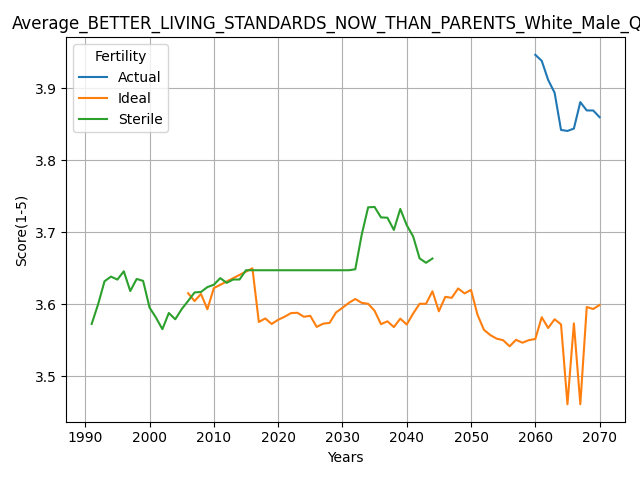 Average_BETTER_LIVING_STANDARDS_NOW_THAN_PARENTS_White_Male_Q
Fertility
Actual
Ideal
Sterile
Score(1-5)
3.9
3.8
3.7
3.6
3.5
1990 2000 2010 2020 2030 2040 2050 2060 2070
Years